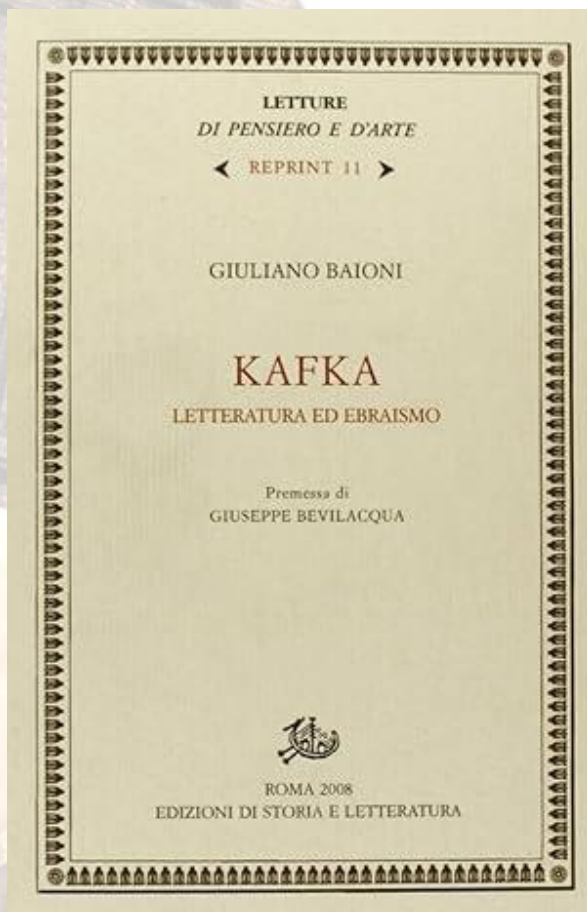 LETTURE
DI PENSIERO E D'ARTE
REPRINT 11
GIULIANO BAIONI
KAFKA
LETTERATURA ED EBRAISMO
Premessa di
GIUSEPPE BEVILACQUA
ROMA 2008
EDIZIONI DI STORIA E LETTERATURA